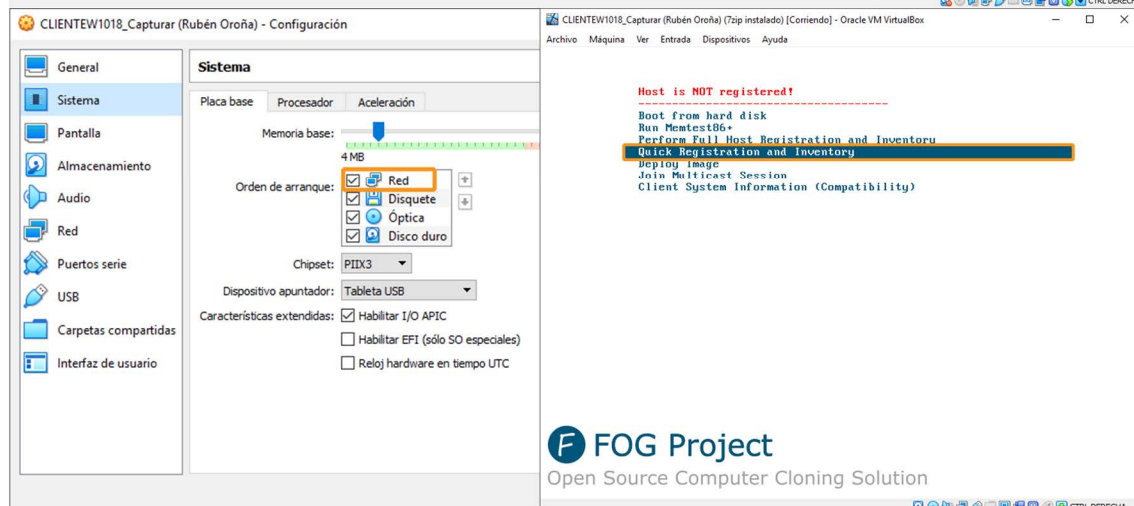 CTRL DERECH
CLIENTEW1018_Capturar (Rubén Oroña) - Configuración
General
Sistema
Pantalla
Almacenamiento
Audio
Red
Puertos serie
USB
Carpetas compartidas
Interfaz de usuario
Sistema
Placa base Procesador Aceleración
Memoria base:
4 MB
Orden de arranque:
Red
Disquete
Óptica
Disco duro
Chipset: PIIX3
Dispositivo apuntador: Tableta USB
Características extendidas: Habilitar I/O APIC
Habilitar EFI (sólo SO especiales)
Reloj hardware en tiempo UTC
CLIENTEW1018_Capturar (Rubén Oroña) (7zip instalado) [Corriendo] - Oracle VM VirtualBox
Archivo Máquina Ver Entrada Dispositivos Ayuda
Host is NOT registered!
Boot from hard disk
Run Memtest86+
Perform Full Host Registration and Inventory
Quick Registration and Inventory
Deploy Image
Join Multicast Session
Client System Information (Compatibility)
FOG Project
Open Source Computer Cloning Solution
CTRL DERECHA